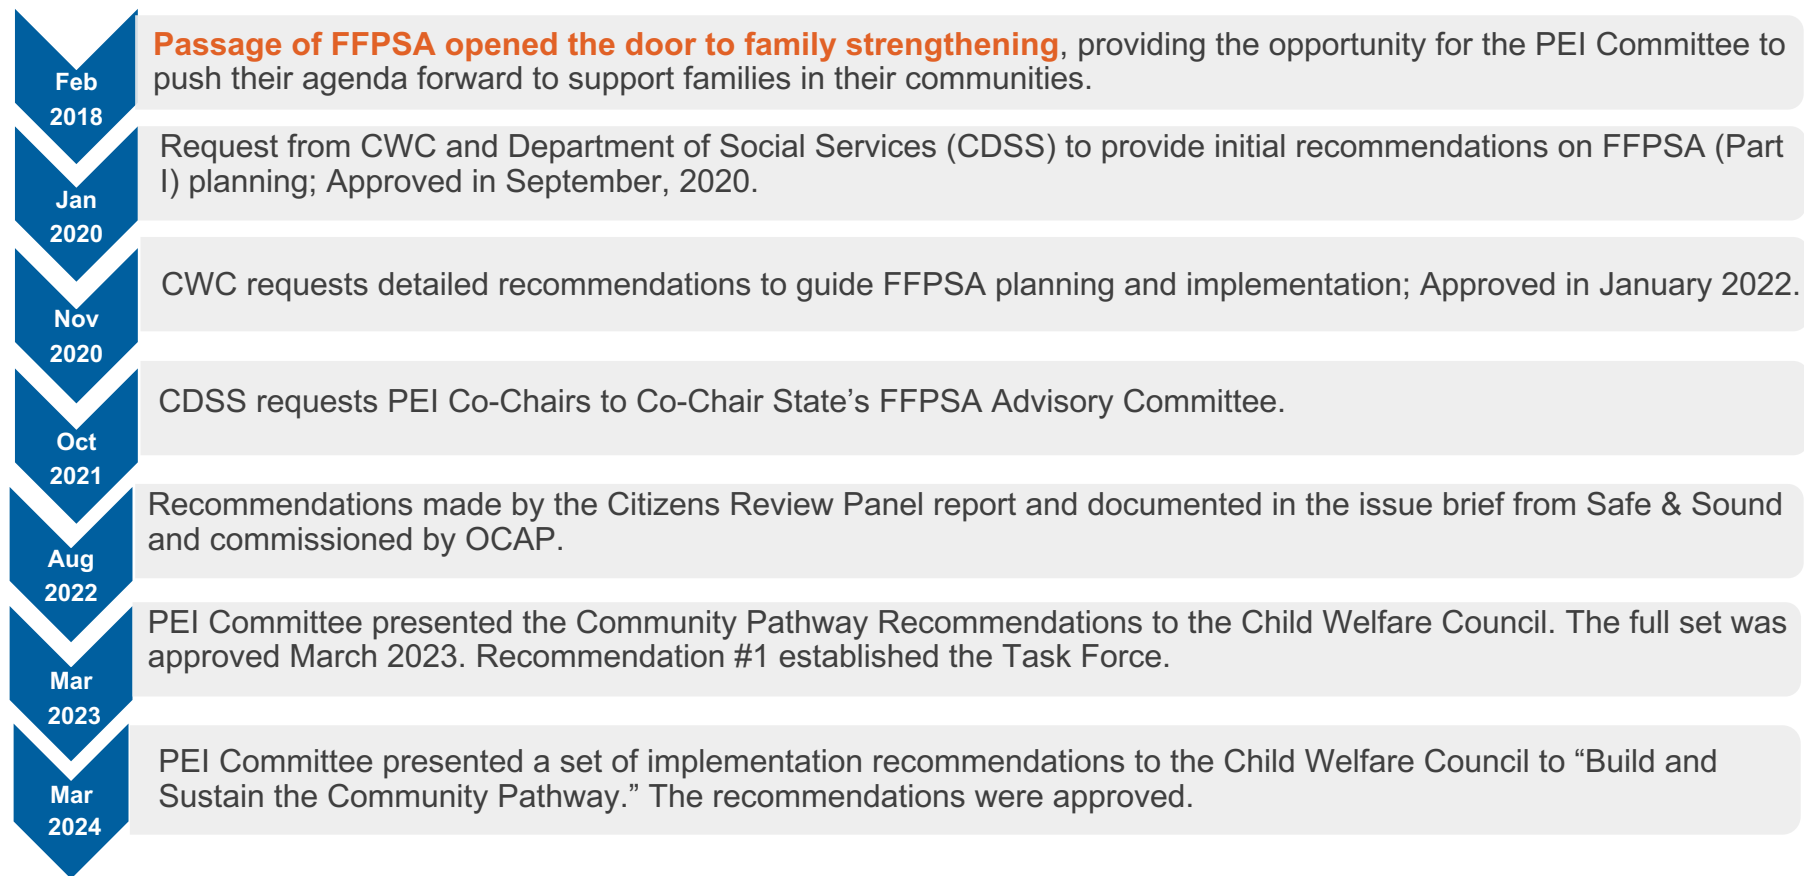 Feb
2018
Passage of FFPSA opened the door to family strengthening, providing the opportunity for the PEI Committee to
push their agenda forward to support families in their communities.
Jan
2020
Request from CWC and Department of Social Services (CDSS) to provide initial recommendations on FFPSA (Part
I) planning; Approved in September, 2020.
Nov
2020
CWC requests detailed recommendations to guide FFPSA planning and implementation; Approved in January 2022.
Oct
2021
CDSS requests PEI Co-Chairs to Co-Chair State’s FFPSA Advisory Committee.
Aug
2022
Recommendations made by the Citizens Review Panel report and documented in the issue brief from Safe & Sound
and commissioned by OCAP.
Mar
2023
PEI Committee presented the Community Pathway Recommendations to the Child Welfare Council. The full set was
approved March 2023. Recommendation #1 established the Task Force.
Mar
2024
PEI Committee presented a set of implementation recommendations to the Child Welfare Council to “Build and
Sustain the Community Pathway.” The recommendations were approved.